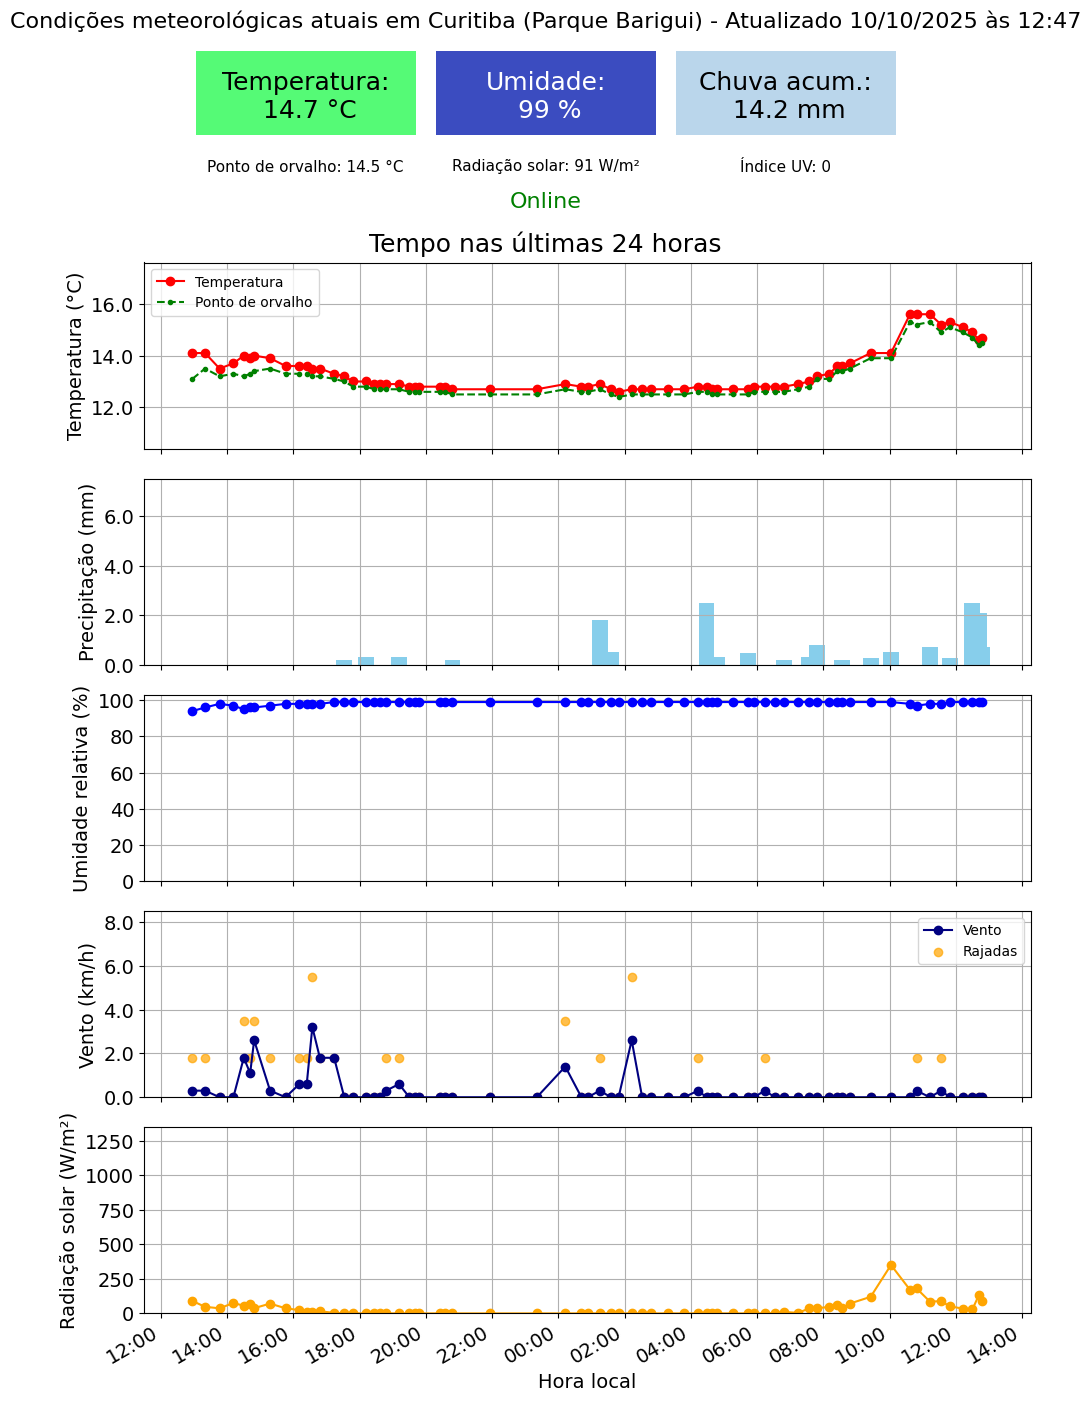 Condições meteorológicas atuais em Curitiba (Parque Barigui) - Atualizado 10/10/2025 às 12:47
Temperatura:
14.7 °C
Umidade:
99 %
Chuva acum.:
14.2 mm
Ponto de orvalho: 14.5 °C
Radiação solar: 91 W/m²
Índice UV: 0
Online
Tempo nas últimas 24 horas
Temperatura (°C)
16.0
14.0
12.0
Temperatura
Ponto de orvalho
Precipitação (mm)
6.0
4.0
2.0
0.0
Umidade relativa (%)
100
80
60
40
20
0
Vento (km/h)
8.0
6.0
4.0
2.0
0.0
Vento
Rajadas
Radiação solar (W/m²)
1250
1000
750
500
250
0
12:00
14:00
16:00
18:00
20:00
22:00
00:00
02:00
04:00
06:00
08:00
10:00
12:00
14:00
Hora local